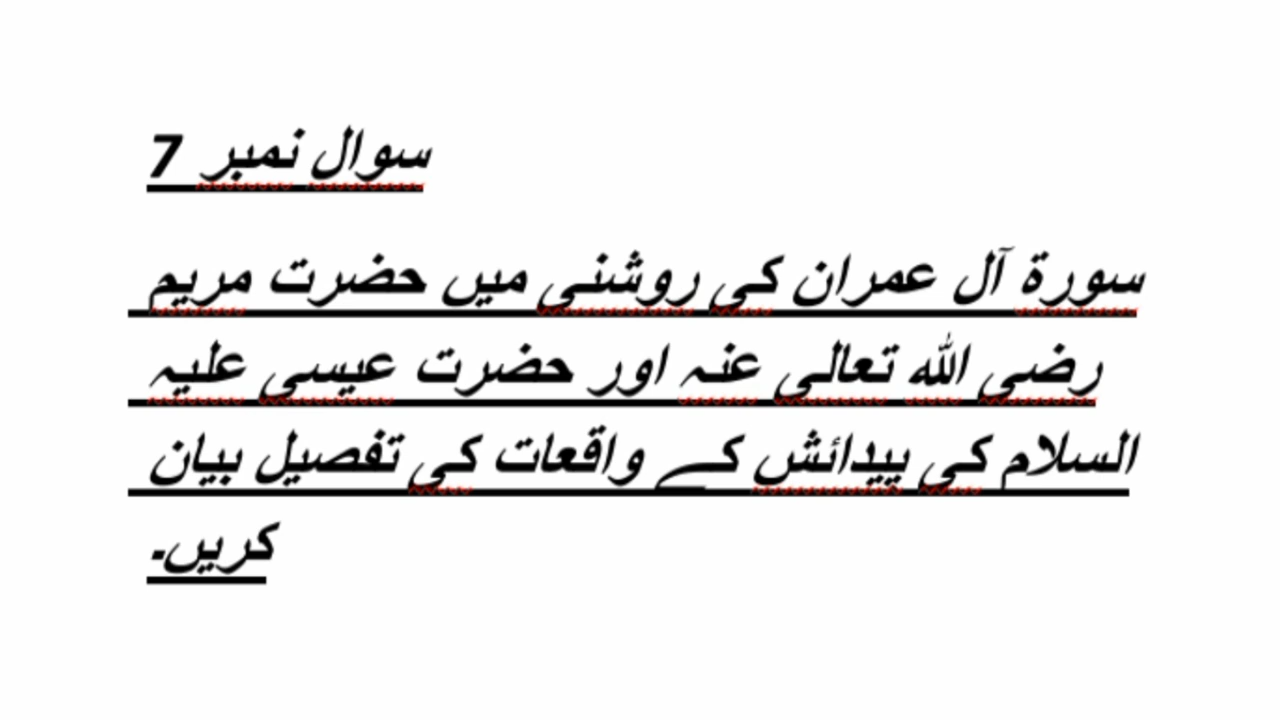 سوال نمبر 7
سورۃ آل عمران کی روشنی میں حضرت مریم
رضی اللہ تعالی عنہ اور حضرت عیسی علیہ
السلام کی پیدائش کے واقعات کی تفصیل بیان
کریں۔